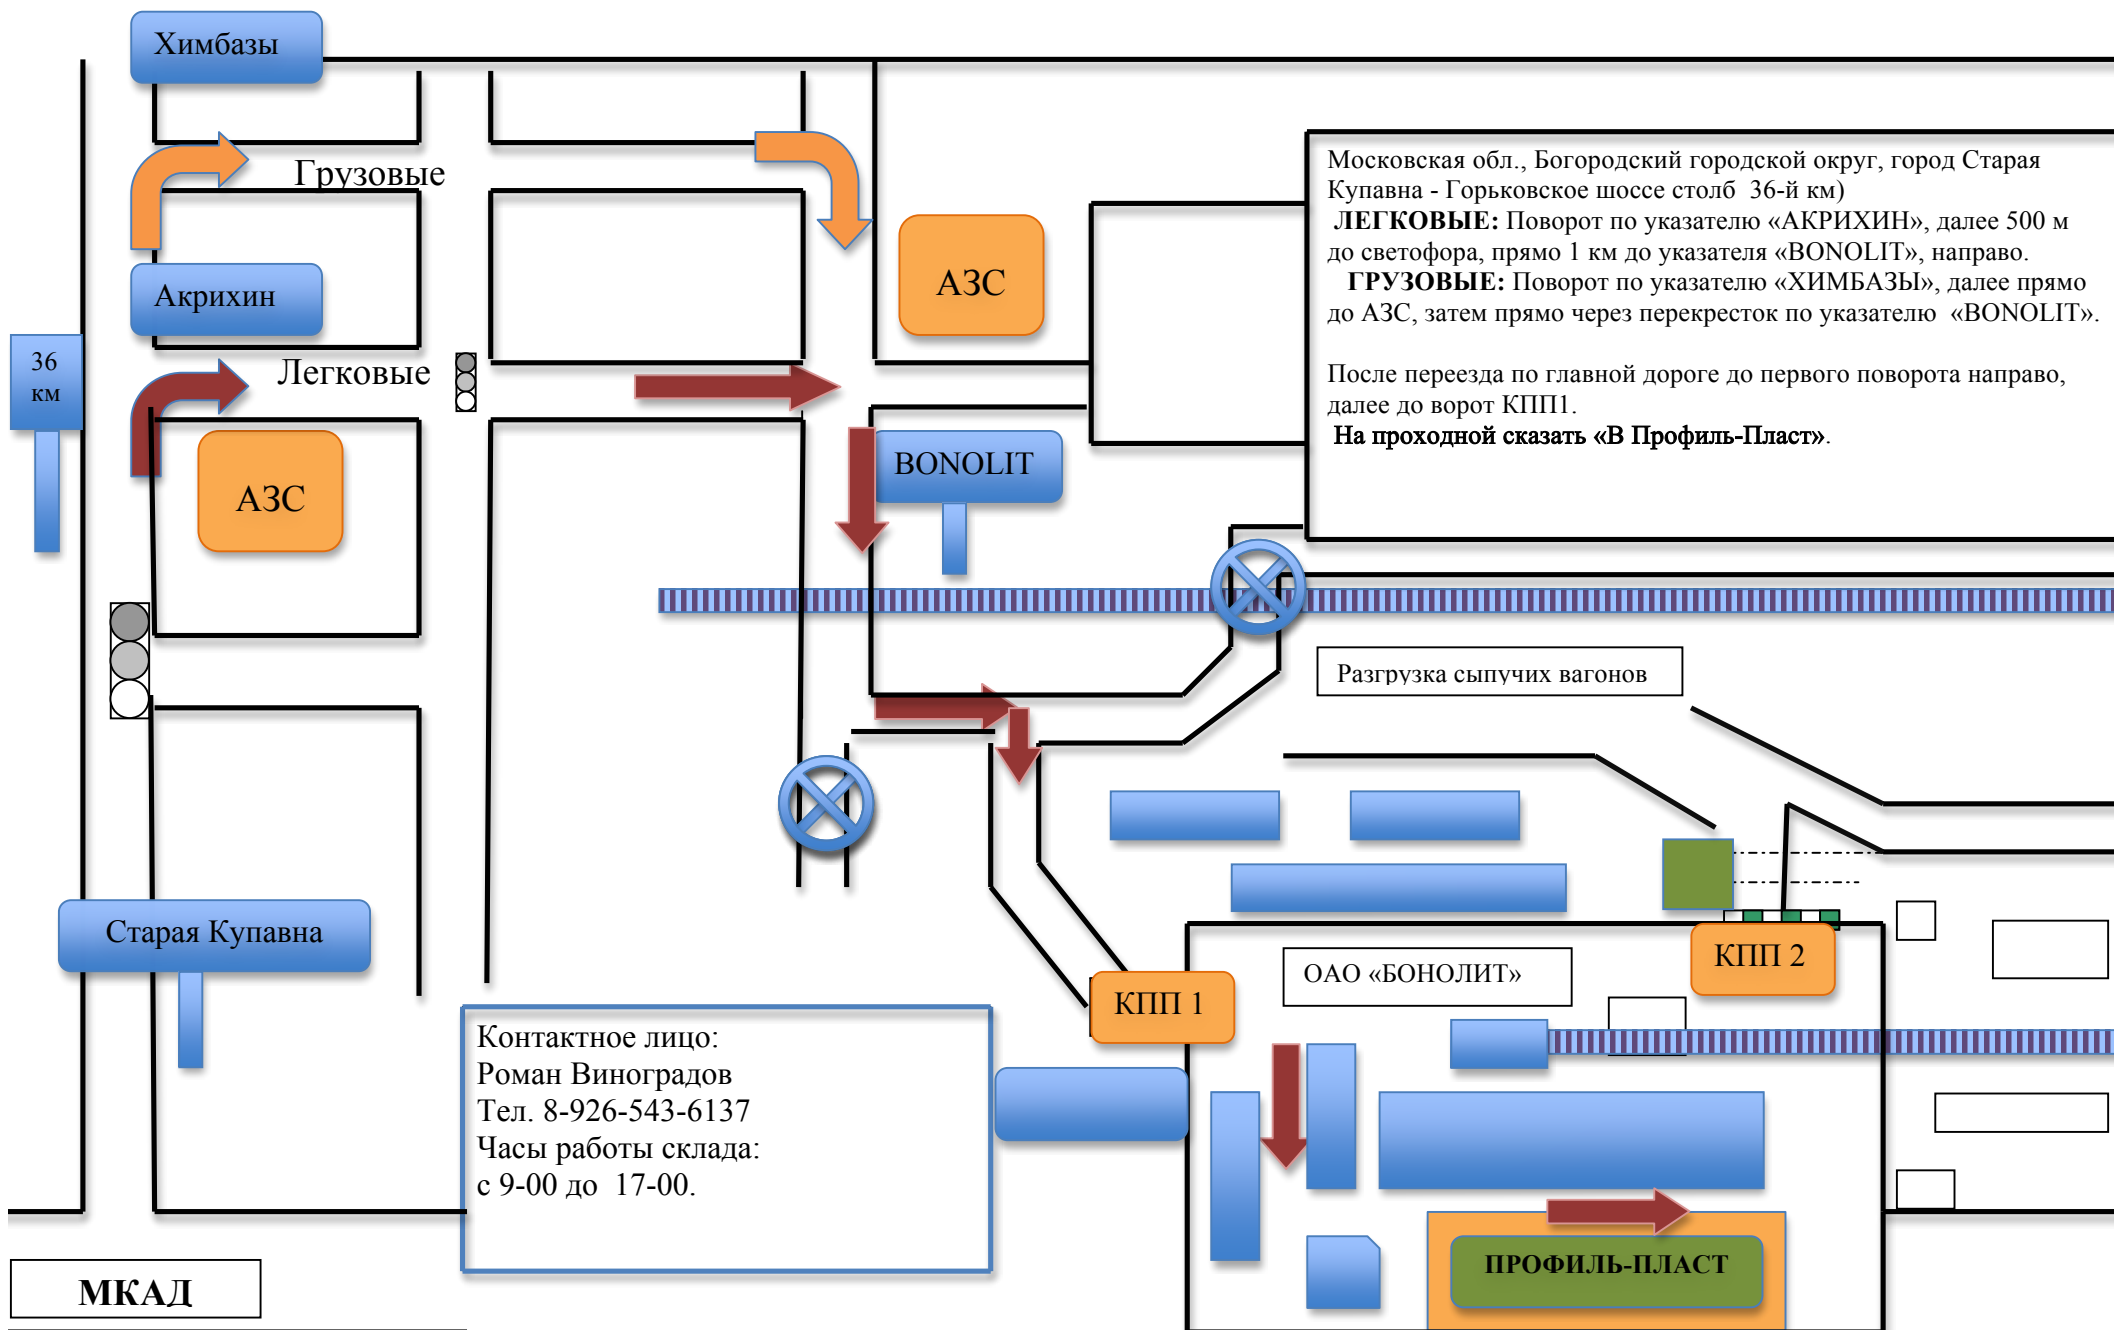 Химбазы
Грузовые
Московская обл., Богородский городской округ, город Старая
Купавна - Горьковское шоссе столб 36-й км)
ЛЕГКОВЫЕ: Поворот по указателю «АКРИХИН», далее 500 м
до светофора, прямо 1 км до указателя «BONOLIT», направо.
ГРУЗОВЫЕ: Поворот по указателю «ХИМБАЗЫ», далее прямо
до АЗС, затем прямо через перекресток по указателю «BONOLIT».
После переезда по главной дороге до первого поворота направо,
далее до ворот КПП1.
На проходной сказать «В Профиль-Пласт».
АЗС
Акрихин
36
км
Легковые
BONOLIT
АЗС
Разгрузка сыпучих вагонов
Старая Купавна
КПП 2
ОАО «БОНОЛИТ»
КПП 1
Контактное лицо:
Роман Виноградов
Тел. 8-926-543-6137
Часы работы склада:
с 9-00 до 17-00.
ПРОФИЛЬ-ПЛАСТ
МКАД